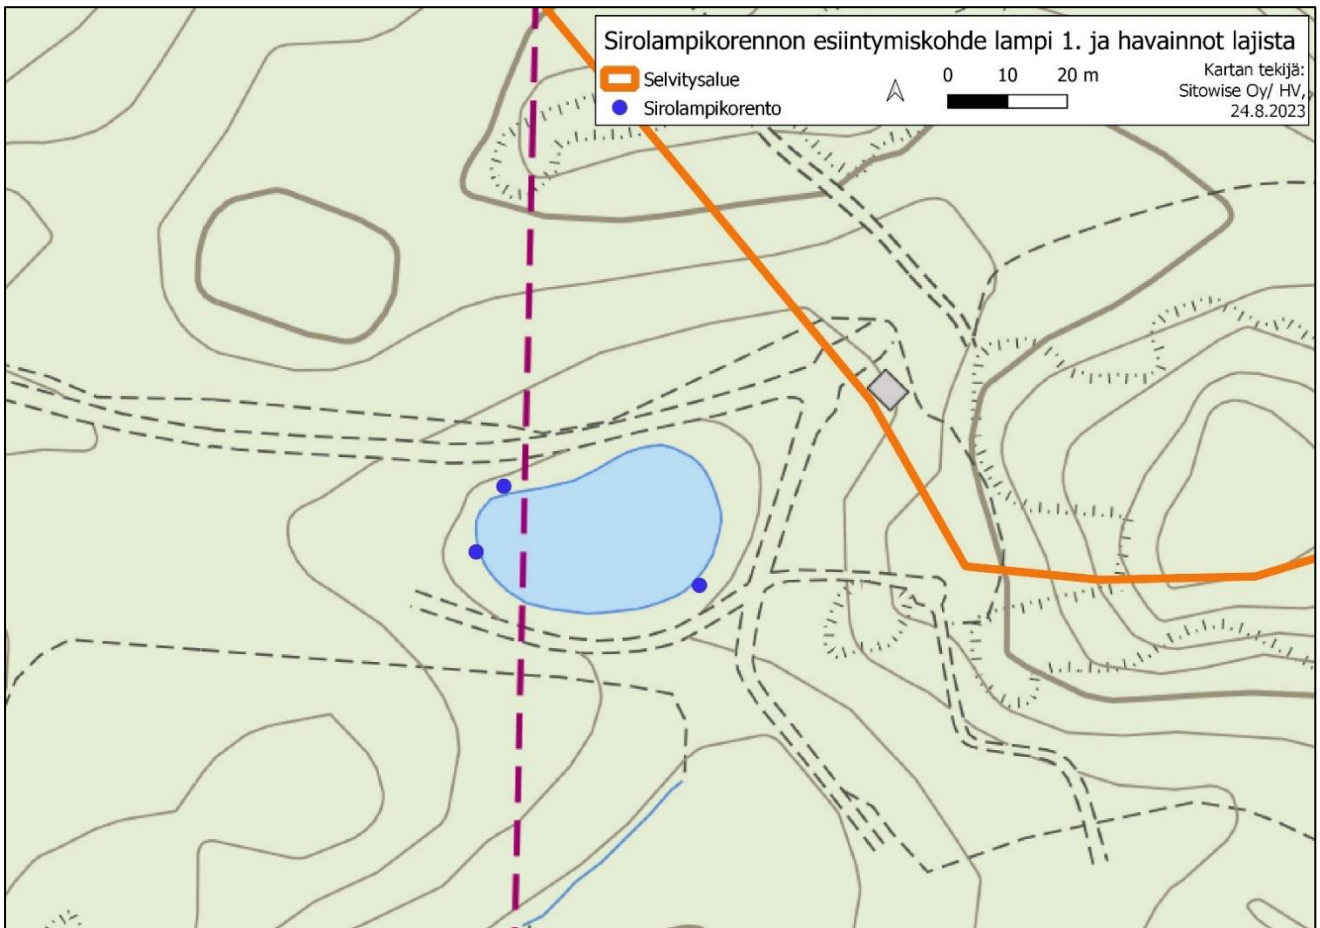 Sirolampikorennon esiintymiskohde lampi 1. ja havainnot lajista
Selvitysalue
Sirolampikorento
0 10 20 m
Kartan tekijä:
Sitowise Oy/ HV,
24.8.2023